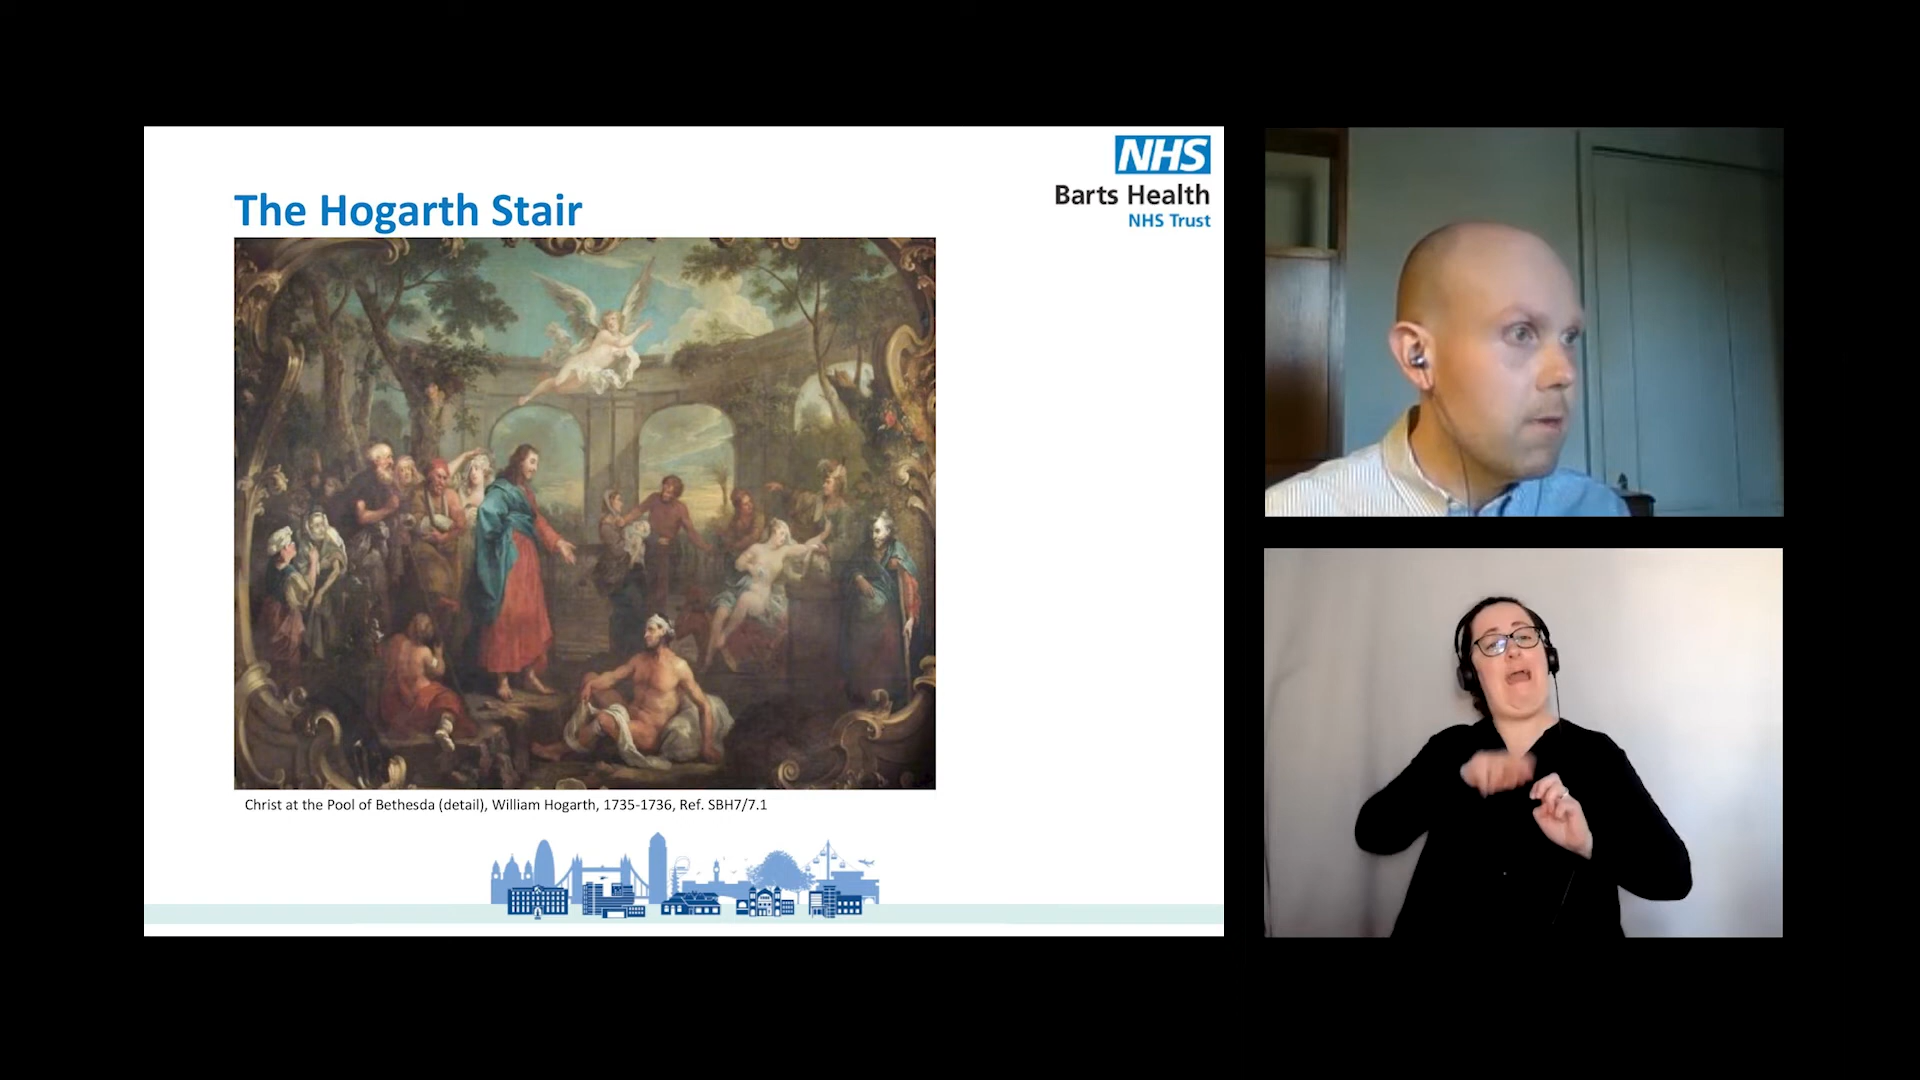 The Hogarth Stair
NHS
Barts Health
NHS Trust
Christ at the Pool of Bethesda (detail), William Hogarth, 1735-1736, Ref. SBH7/7.1